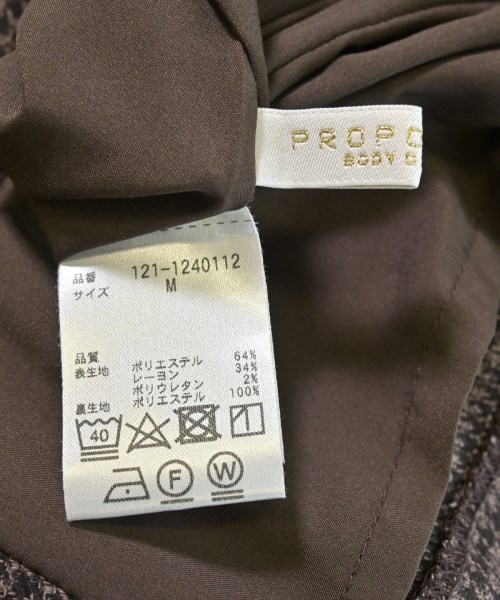 PROPO
BODY D
品番 121-1240112
サイズ M
品質
表生地 ポリエステル 64%
レーヨン 34%
ポリウレタン 2%
裏生地 ポリエステル 100%
40
F W